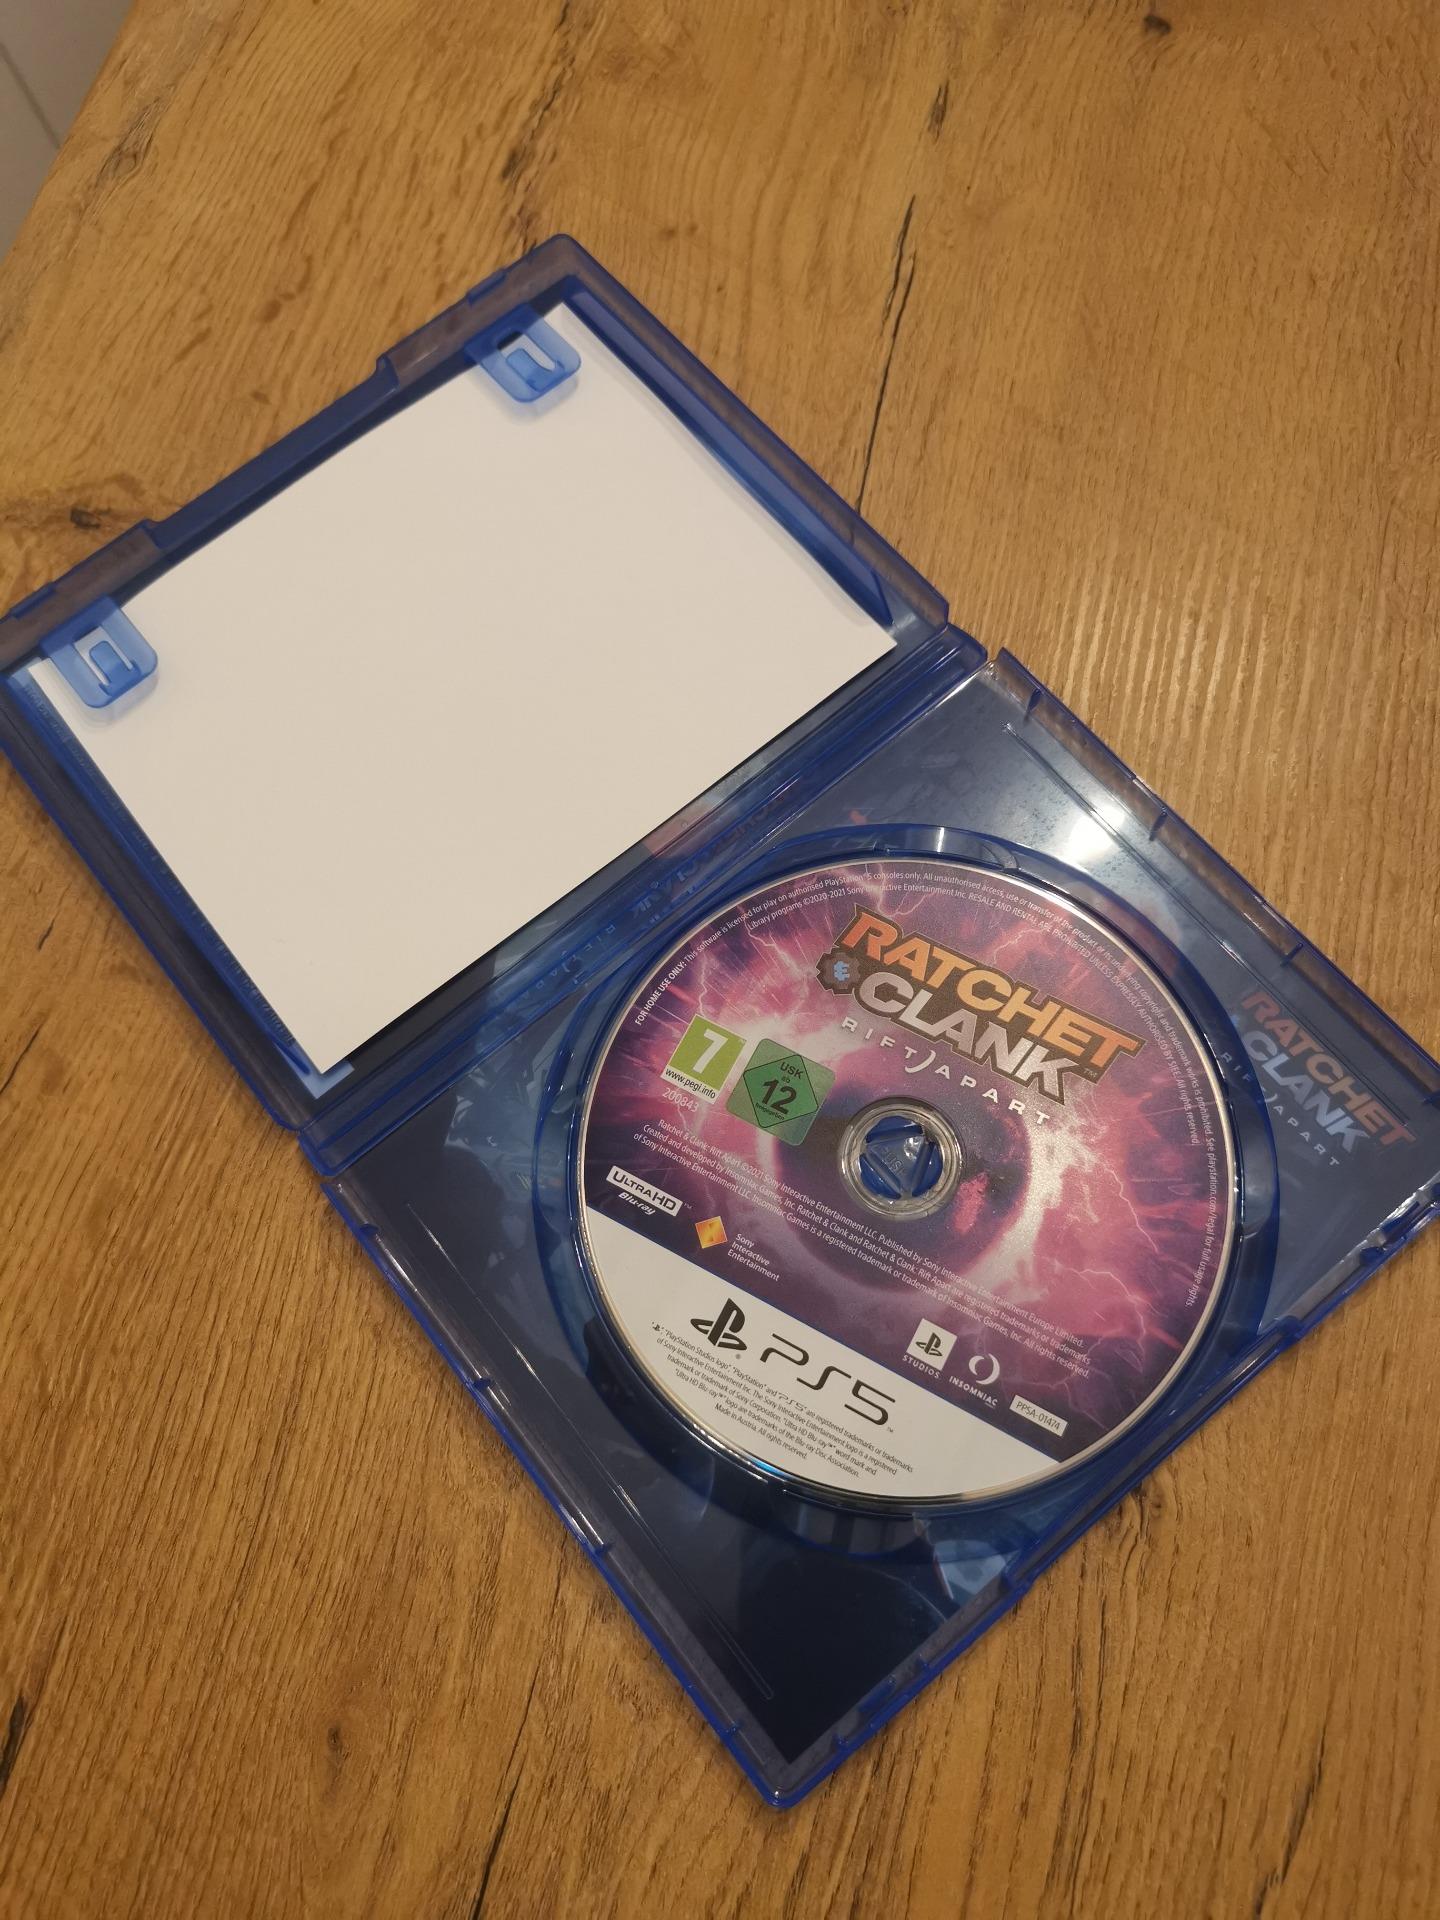 FOR HOME USE ONLY: This software is licensed for play on authorised PlayStation®5 consoles only. All unauthorised access, use or transfer of the product or its underlying copyright and trademark works is prohibited. See playstation.com/legal for full usage rights.
Library programs ©2020-2021 Sony Interactive Entertainment Inc. RESALE AND RENTAL ARE PROHIBITED UNLESS EXPRESSLY AUTHORISED BY SIEE. All rights reserved.
RATCHET
& CLANK™
RIFT APART
7
www.pegi.info
USK
ab
12
freigegeben
200843
Ratchet & Clank: Rift Apart ©2021 Sony Interactive Entertainment LLC. Published by Sony Interactive Entertainment Europe Limited.
Created and developed by Insomniac Games, Inc. Ratchet & Clank and Ratchet & Clank: Rift Apart are registered trademarks or trademarks
of Sony Interactive Entertainment LLC. Insomniac Games is a registered trademark or trademark of Insomniac Games, Inc. All rights reserved.
ULTRA HD™
Blu-ray
Sony
Interactive
Entertainment
PS5™
STUDIOS
INSOMNIAC
PPSA-01474
"PlayStation Studios logo", "PlayStation" and "PS5" are registered trademarks or trademarks
of Sony Interactive Entertainment Inc. The Sony Interactive Entertainment logo is a registered
trademark or trademark of Sony Corporation. "Ultra HD Blu-ray™" word mark and
"Ultra HD Blu-ray™" logo are trademarks of the Blu-ray Disc Association.
Made in Austria. All rights reserved.
RATCHET
& CLANK
RIFT APART